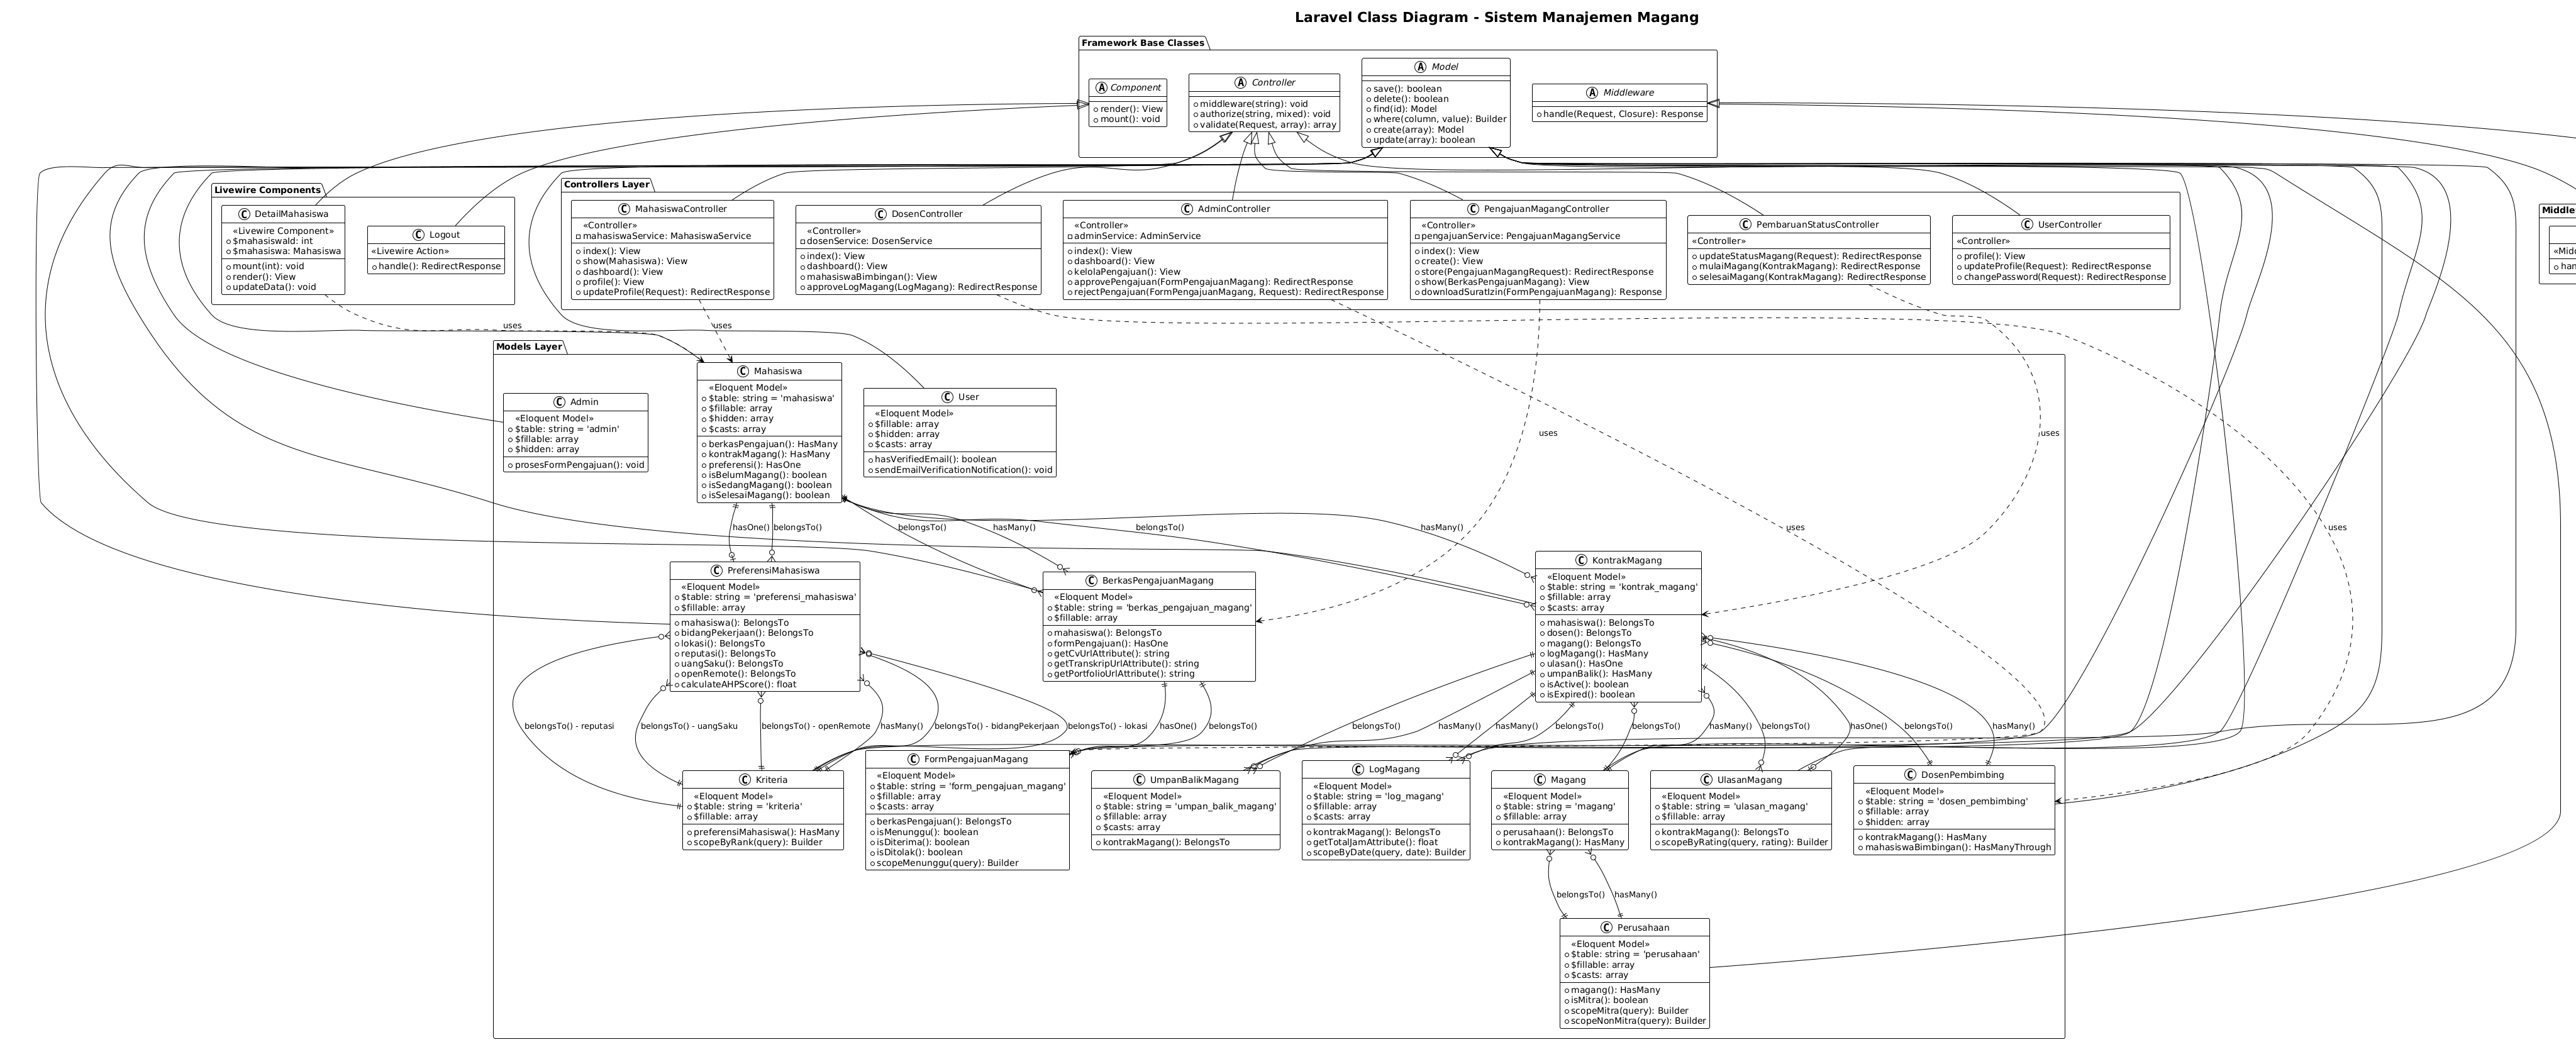 Laravel Class Diagram - Sistem Manajemen Magang
Framework Base Classes
A Component
render(): View
mount(): void
A Controller
middleware(string): void
authorize(string, mixed): void
validate(Request, array): array
A Model
save(): boolean
delete(): boolean
find(id): Model
where(column, value): Builder
create(array): Model
update(array): boolean
A Middleware
handle(Request, Closure): Response
Livewire Components
C DetailMahasiswa
«Livewire Component»
$mahasiswaId: int
$mahasiswa: Mahasiswa
mount(int): void
render(): View
updateData(): void
C Logout
«Livewire Action»
handle(): RedirectResponse
Controllers Layer
C MahasiswaController
«Controller»
mahasiswaService: MahasiswaService
index(): View
show(Mahasiswa): View
dashboard(): View
profile(): View
updateProfile(Request): RedirectResponse
C DosenController
«Controller»
dosenService: DosenService
index(): View
dashboard(): View
mahasiswaBimbingan(): View
approveLogMagang(LogMagang): RedirectResponse
C AdminController
«Controller»
adminService: AdminService
index(): View
dashboard(): View
kelolaPengajuan(): View
approvePengajuan(FormPengajuanMagang): RedirectResponse
rejectPengajuan(FormPengajuanMagang, Request): RedirectResponse
C PengajuanMagangController
«Controller»
pengajuanService: PengajuanMagangService
index(): View
create(): View
store(PengajuanMagangRequest): RedirectResponse
show(BerkasPengajuanMagang): View
downloadSuratIzin(FormPengajuanMagang): Response
C PembaruanStatusController
«Controller»
updateStatusMagang(Request): RedirectResponse
mulaiMagang(KontrakMagang): RedirectResponse
selesaiMagang(KontrakMagang): RedirectResponse
C UserController
«Controller»
profile(): View
updateProfile(Request): RedirectResponse
changePassword(Request): RedirectResponse
Middle
«Midd
han
uses
uses
uses
uses
uses
uses
Models Layer
C Admin
«Eloquent Model»
$table: string = 'admin'
$fillable: array
$hidden: array
prosesFormPengajuan(): void
C Mahasiswa
«Eloquent Model»
$table: string = 'mahasiswa'
$fillable: array
$hidden: array
$casts: array
berkasPengajuan(): HasMany
kontrakMagang(): HasMany
preferensi(): HasOne
isBelumMagang(): boolean
isSedangMagang(): boolean
isSelesaiMagang(): boolean
C User
«Eloquent Model»
$fillable: array
$hidden: array
$casts: array
hasVerifiedEmail(): boolean
sendEmailVerificationNotification(): void
hasOne()
belongsTo()
belongsTo()
hasMany()
belongsTo()
hasMany()
C PreferensiMahasiswa
«Eloquent Model»
$table: string = 'preferensi_mahasiswa'
$fillable: array
mahasiswa(): BelongsTo
bidangPekerjaan(): BelongsTo
lokasi(): BelongsTo
reputasi(): BelongsTo
uangSaku(): BelongsTo
openRemote(): BelongsTo
calculateAHPScore(): float
C BerkasPengajuanMagang
«Eloquent Model»
$table: string = 'berkas_pengajuan_magang'
$fillable: array
mahasiswa(): BelongsTo
formPengajuan(): HasOne
getCvUrlAttribute(): string
getTranskripUrlAttribute(): string
getPortfolioUrlAttribute(): string
C KontrakMagang
«Eloquent Model»
$table: string = 'kontrak_magang'
$fillable: array
$casts: array
mahasiswa(): BelongsTo
dosen(): BelongsTo
magang(): BelongsTo
logMagang(): HasMany
ulasan(): HasOne
umpanBalik(): HasMany
isActive(): boolean
isExpired(): boolean
belongsTo() - reputasi
belongsTo() - uangSaku
belongsTo() - openRemote
hasMany()
belongsTo() - bidangPekerjaan
belongsTo() - lokasi
hasOne()
belongsTo()
belongsTo()
hasMany()
hasMany()
belongsTo()
belongsTo()
hasMany()
belongsTo()
hasOne()
belongsTo()
hasMany()
C Kriteria
«Eloquent Model»
$table: string = 'kriteria'
$fillable: array
preferensiMahasiswa(): HasMany
scopeByRank(query): Builder
C FormPengajuanMagang
«Eloquent Model»
$table: string = 'form_pengajuan_magang'
$fillable: array
$casts: array
berkasPengajuan(): BelongsTo
isMenunggu(): boolean
isDiterima(): boolean
isDitolak(): boolean
scopeMenunggu(query): Builder
C UmpanBalikMagang
«Eloquent Model»
$table: string = 'umpan_balik_magang'
$fillable: array
$casts: array
kontrakMagang(): BelongsTo
C LogMagang
«Eloquent Model»
$table: string = 'log_magang'
$fillable: array
$casts: array
kontrakMagang(): BelongsTo
getTotalJamAttribute(): float
scopeByDate(query, date): Builder
C Magang
«Eloquent Model»
$table: string = 'magang'
$fillable: array
perusahaan(): BelongsTo
kontrakMagang(): HasMany
C UlasanMagang
«Eloquent Model»
$table: string = 'ulasan_magang'
$fillable: array
kontrakMagang(): BelongsTo
scopeByRating(query, rating): Builder
C DosenPembimbing
«Eloquent Model»
$table: string = 'dosen_pembimbing'
$fillable: array
$hidden: array
kontrakMagang(): HasMany
mahasiswaBimbingan(): HasManyThrough
belongsTo()
hasMany()
C Perusahaan
«Eloquent Model»
$table: string = 'perusahaan'
$fillable: array
$casts: array
magang(): HasMany
isMitra(): boolean
scopeMitra(query): Builder
scopeNonMitra(query): Builder